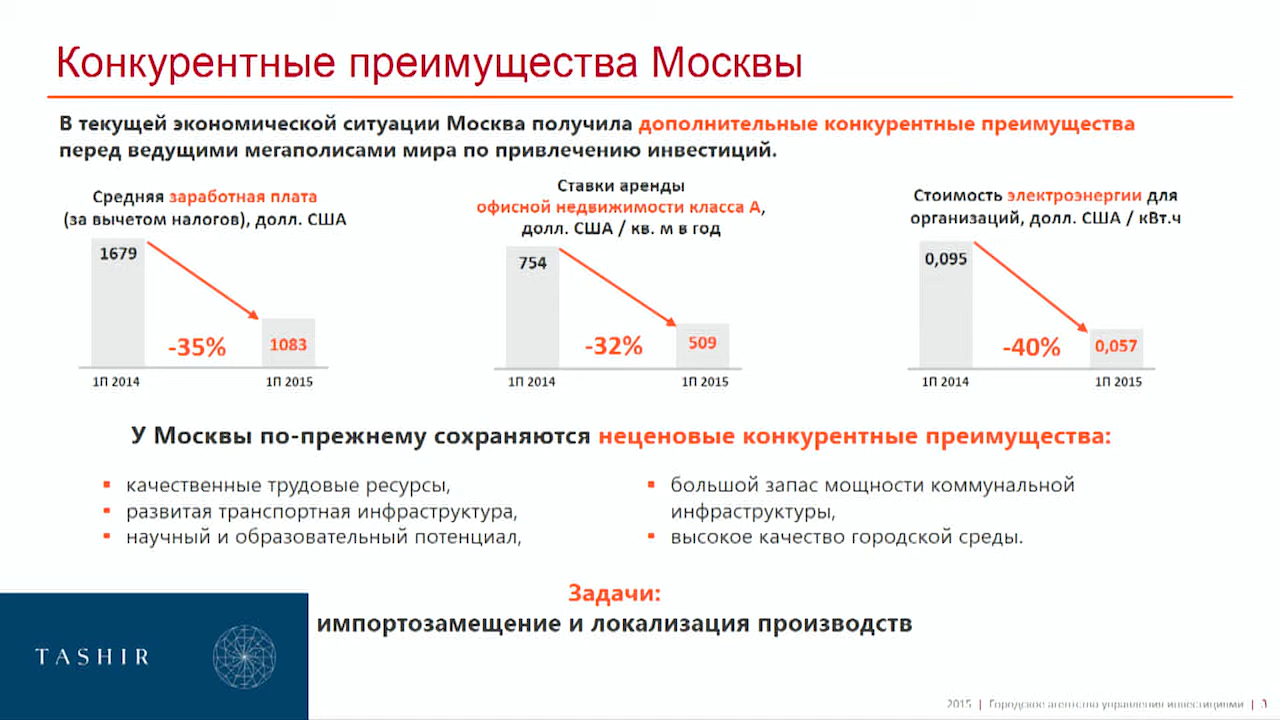 Конкурентные преимущества Москвы
В текущей экономической ситуации Москва получила дополнительные конкурентные преимущества
перед ведущими мегаполисами мира по привлечению инвестиций.
Средняя заработная плата
(за вычетом налогов), долл. США
1679
-35%
1083
1П 2014
1П 2015
Ставки аренды
офисной недвижимости класса А,
долл. США / кв. м в год
754
-32%
509
1П 2014
1П 2015
Стоимость электроэнергии для
организаций, долл. США / кВт.ч
0,095
-40%
0,057
1П 2014
1П 2015
У Москвы по-прежнему сохраняются неценовые конкурентные преимущества:
качественные трудовые ресурсы,
развитая транспортная инфраструктура,
научный и образовательный потенциал,
большой запас мощности коммунальной
инфраструктуры,
высокое качество городской среды.
Задачи:
импортозамещение и локализация производств
TASHIR
2015 | Городское агентство управления инвестициями | 3